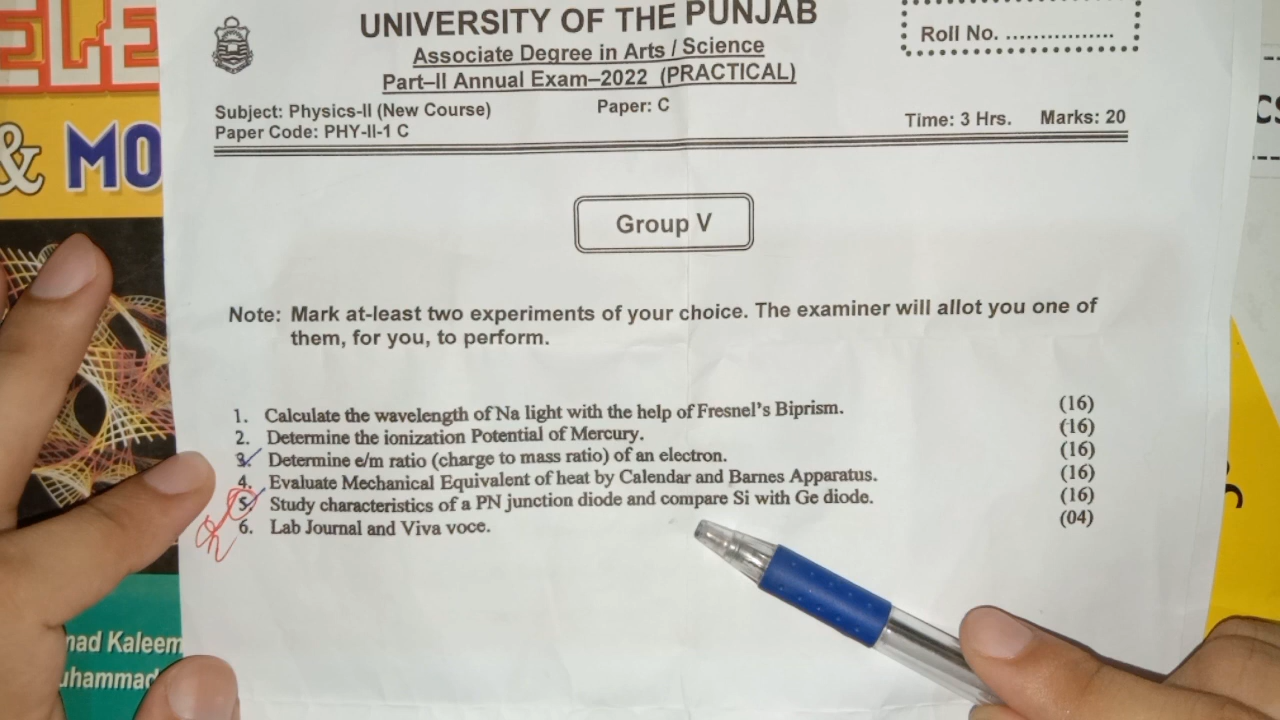 ELE
& MO
UNIVERSITY OF THE PUNJAB
Associate Degree in Arts / Science
Part–II Annual Exam–2022 (PRACTICAL)
Roll No. ................
Subject: Physics-II (New Course) Paper: C
Paper Code: PHY-II-1 C Time: 3 Hrs. Marks: 20
Group V
Note: Mark at-least two experiments of your choice. The examiner will allot you one of
them, for you, to perform.
1. Calculate the wavelength of Na light with the help of Fresnel's Biprism. (16)
2. Determine the ionization Potential of Mercury. (16)
3. Determine e/m ratio (charge to mass ratio) of an electron. (16)
4. Evaluate Mechanical Equivalent of heat by Calendar and Barnes Apparatus. (16)
5. Study characteristics of a PN junction diode and compare Si with Ge diode. (16)
6. Lab Journal and Viva voce. (04)
mad Kaleem
uhammad